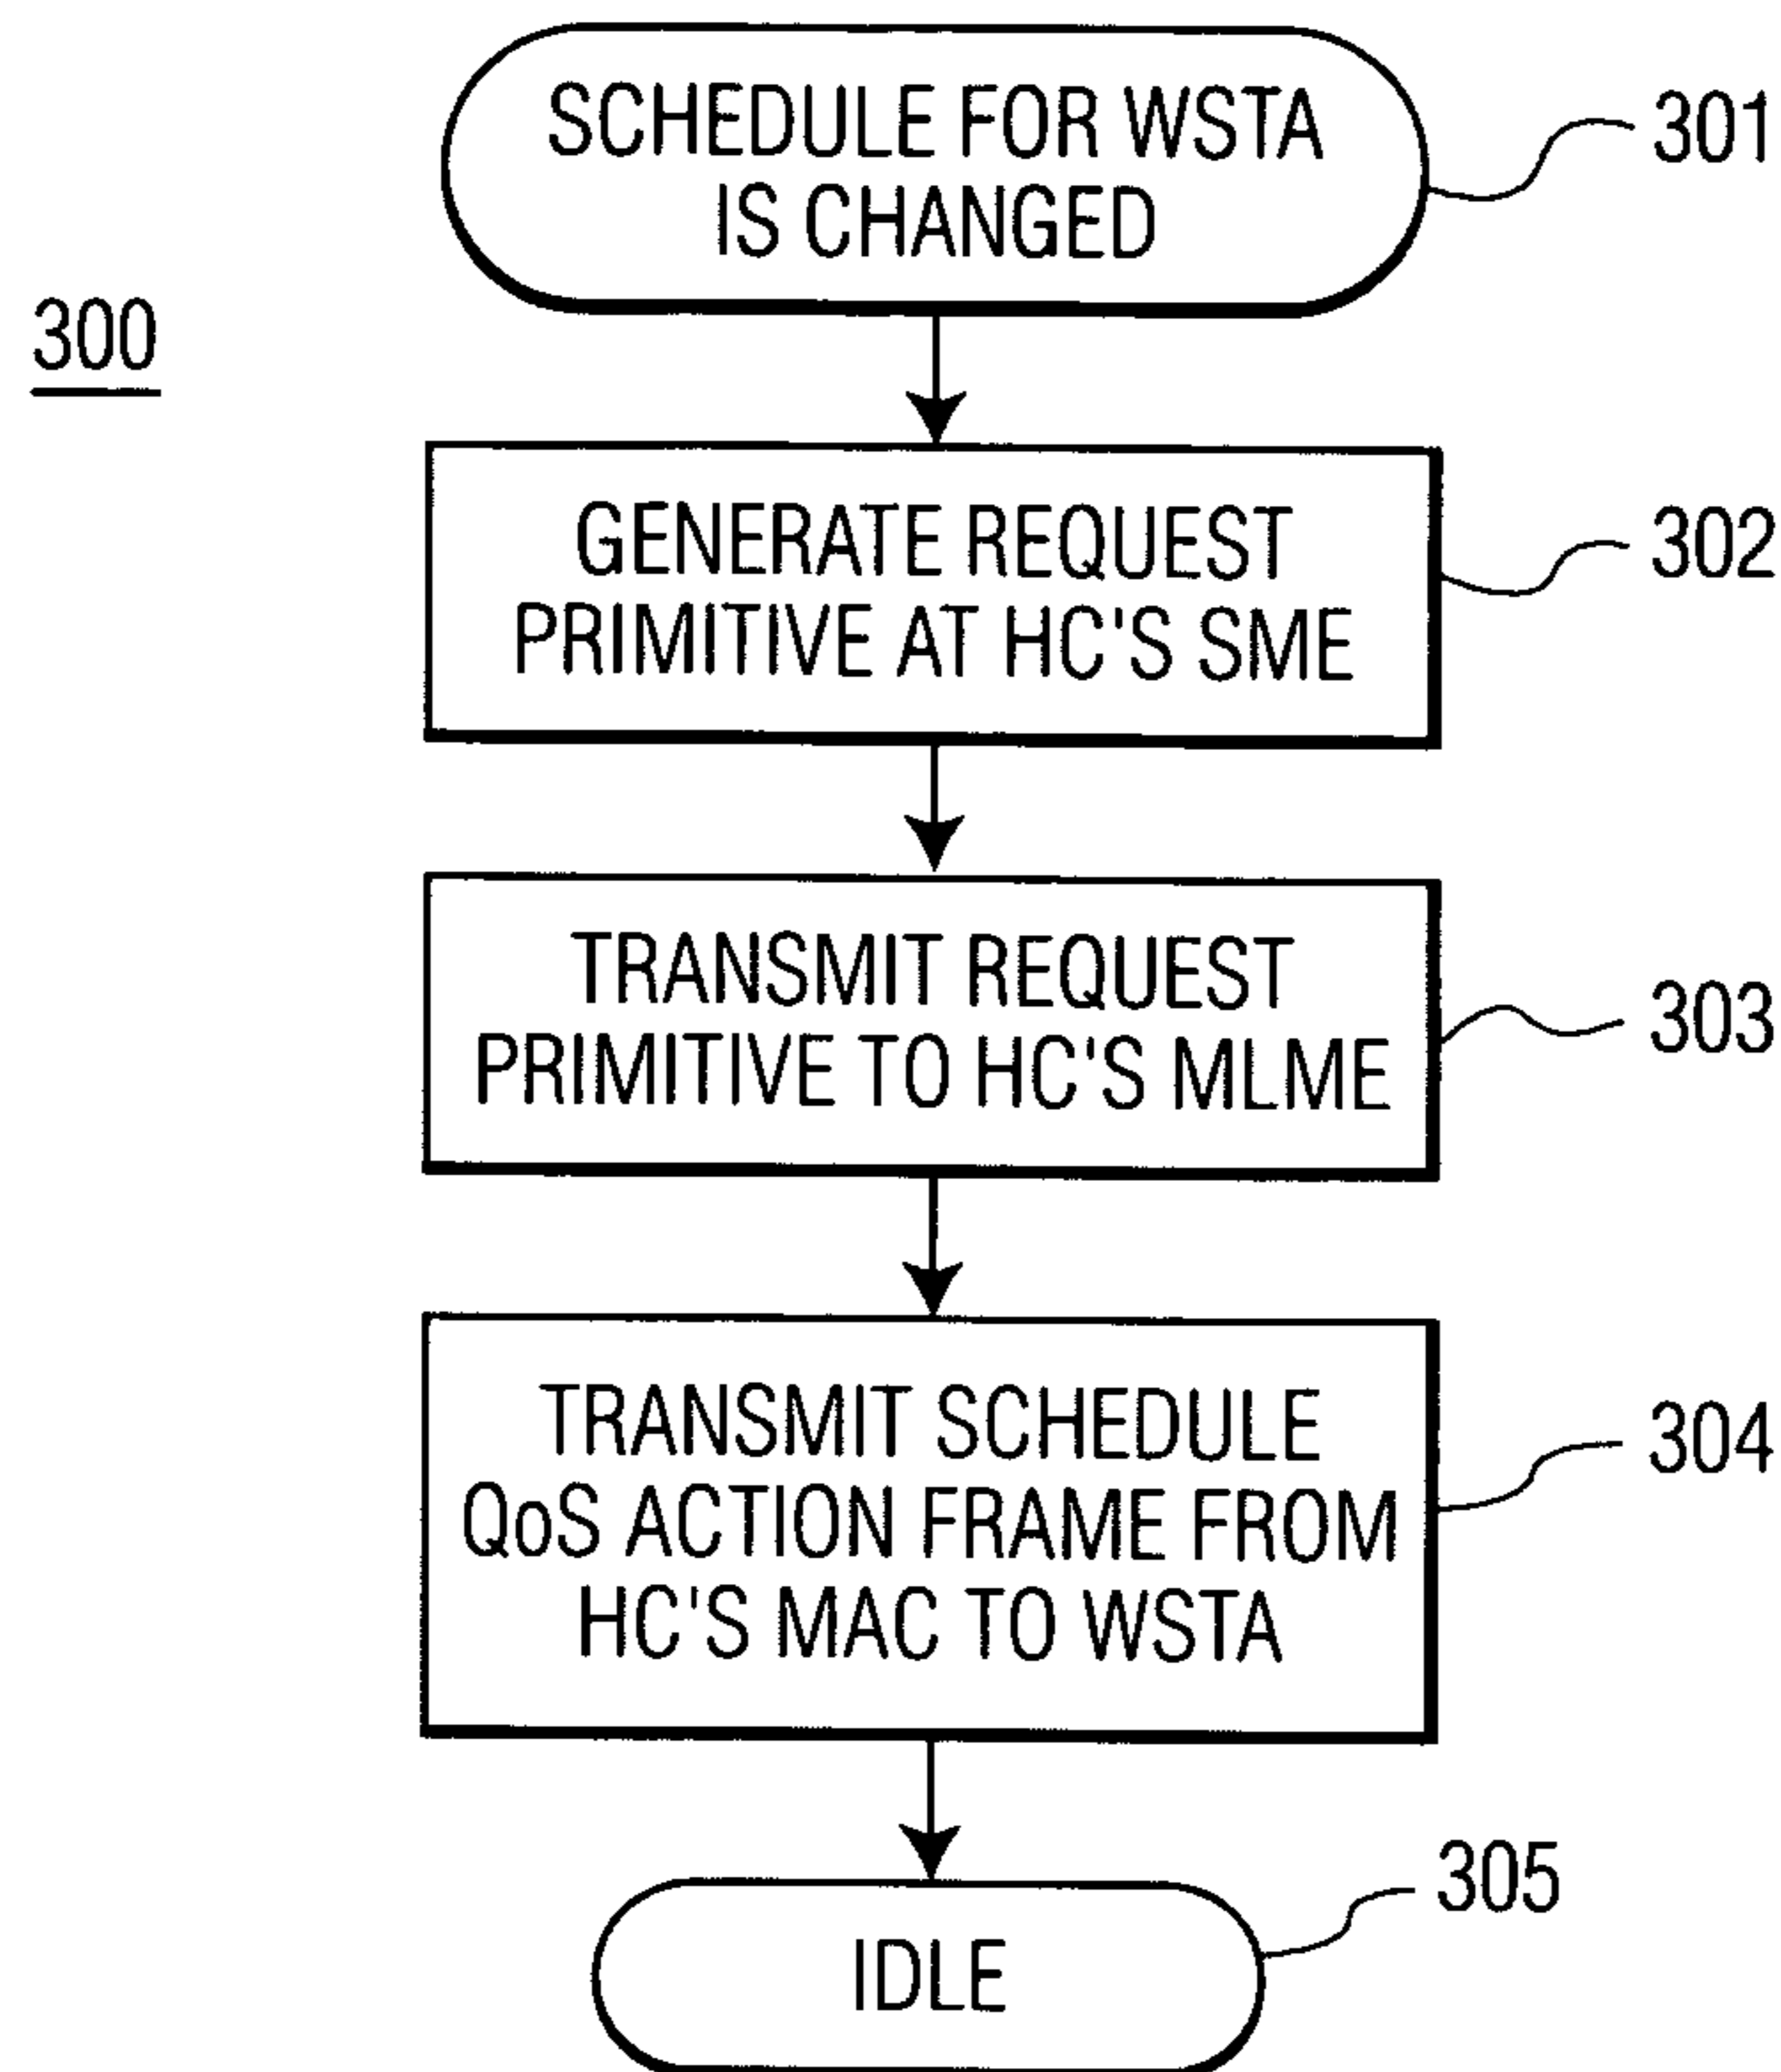 SCHEDULE FOR WSTA
IS CHANGED
301
300
GENERATE REQUEST
PRIMITIVE AT HC'S SME
302
TRANSMIT REQUEST
PRIMITIVE TO HC'S MLME
303
TRANSMIT SCHEDULE
QoS ACTION FRAME FROM
HC'S MAC TO WSTA
304
IDLE
305